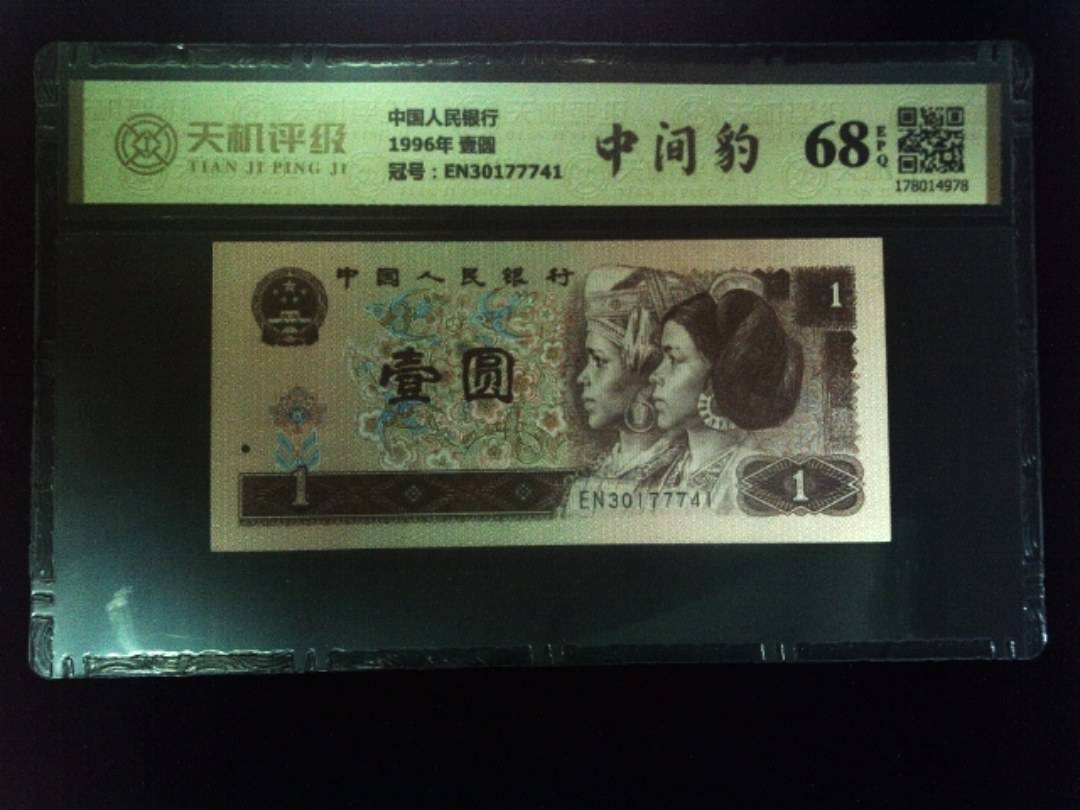 天机评级
TIAN JI PING JI
中国人民银行
1996年 壹圆
冠号：EN30177741
中间豹
68
EPQ
178014978
中国人民银行
1
壹圆
1
EN30177741
1